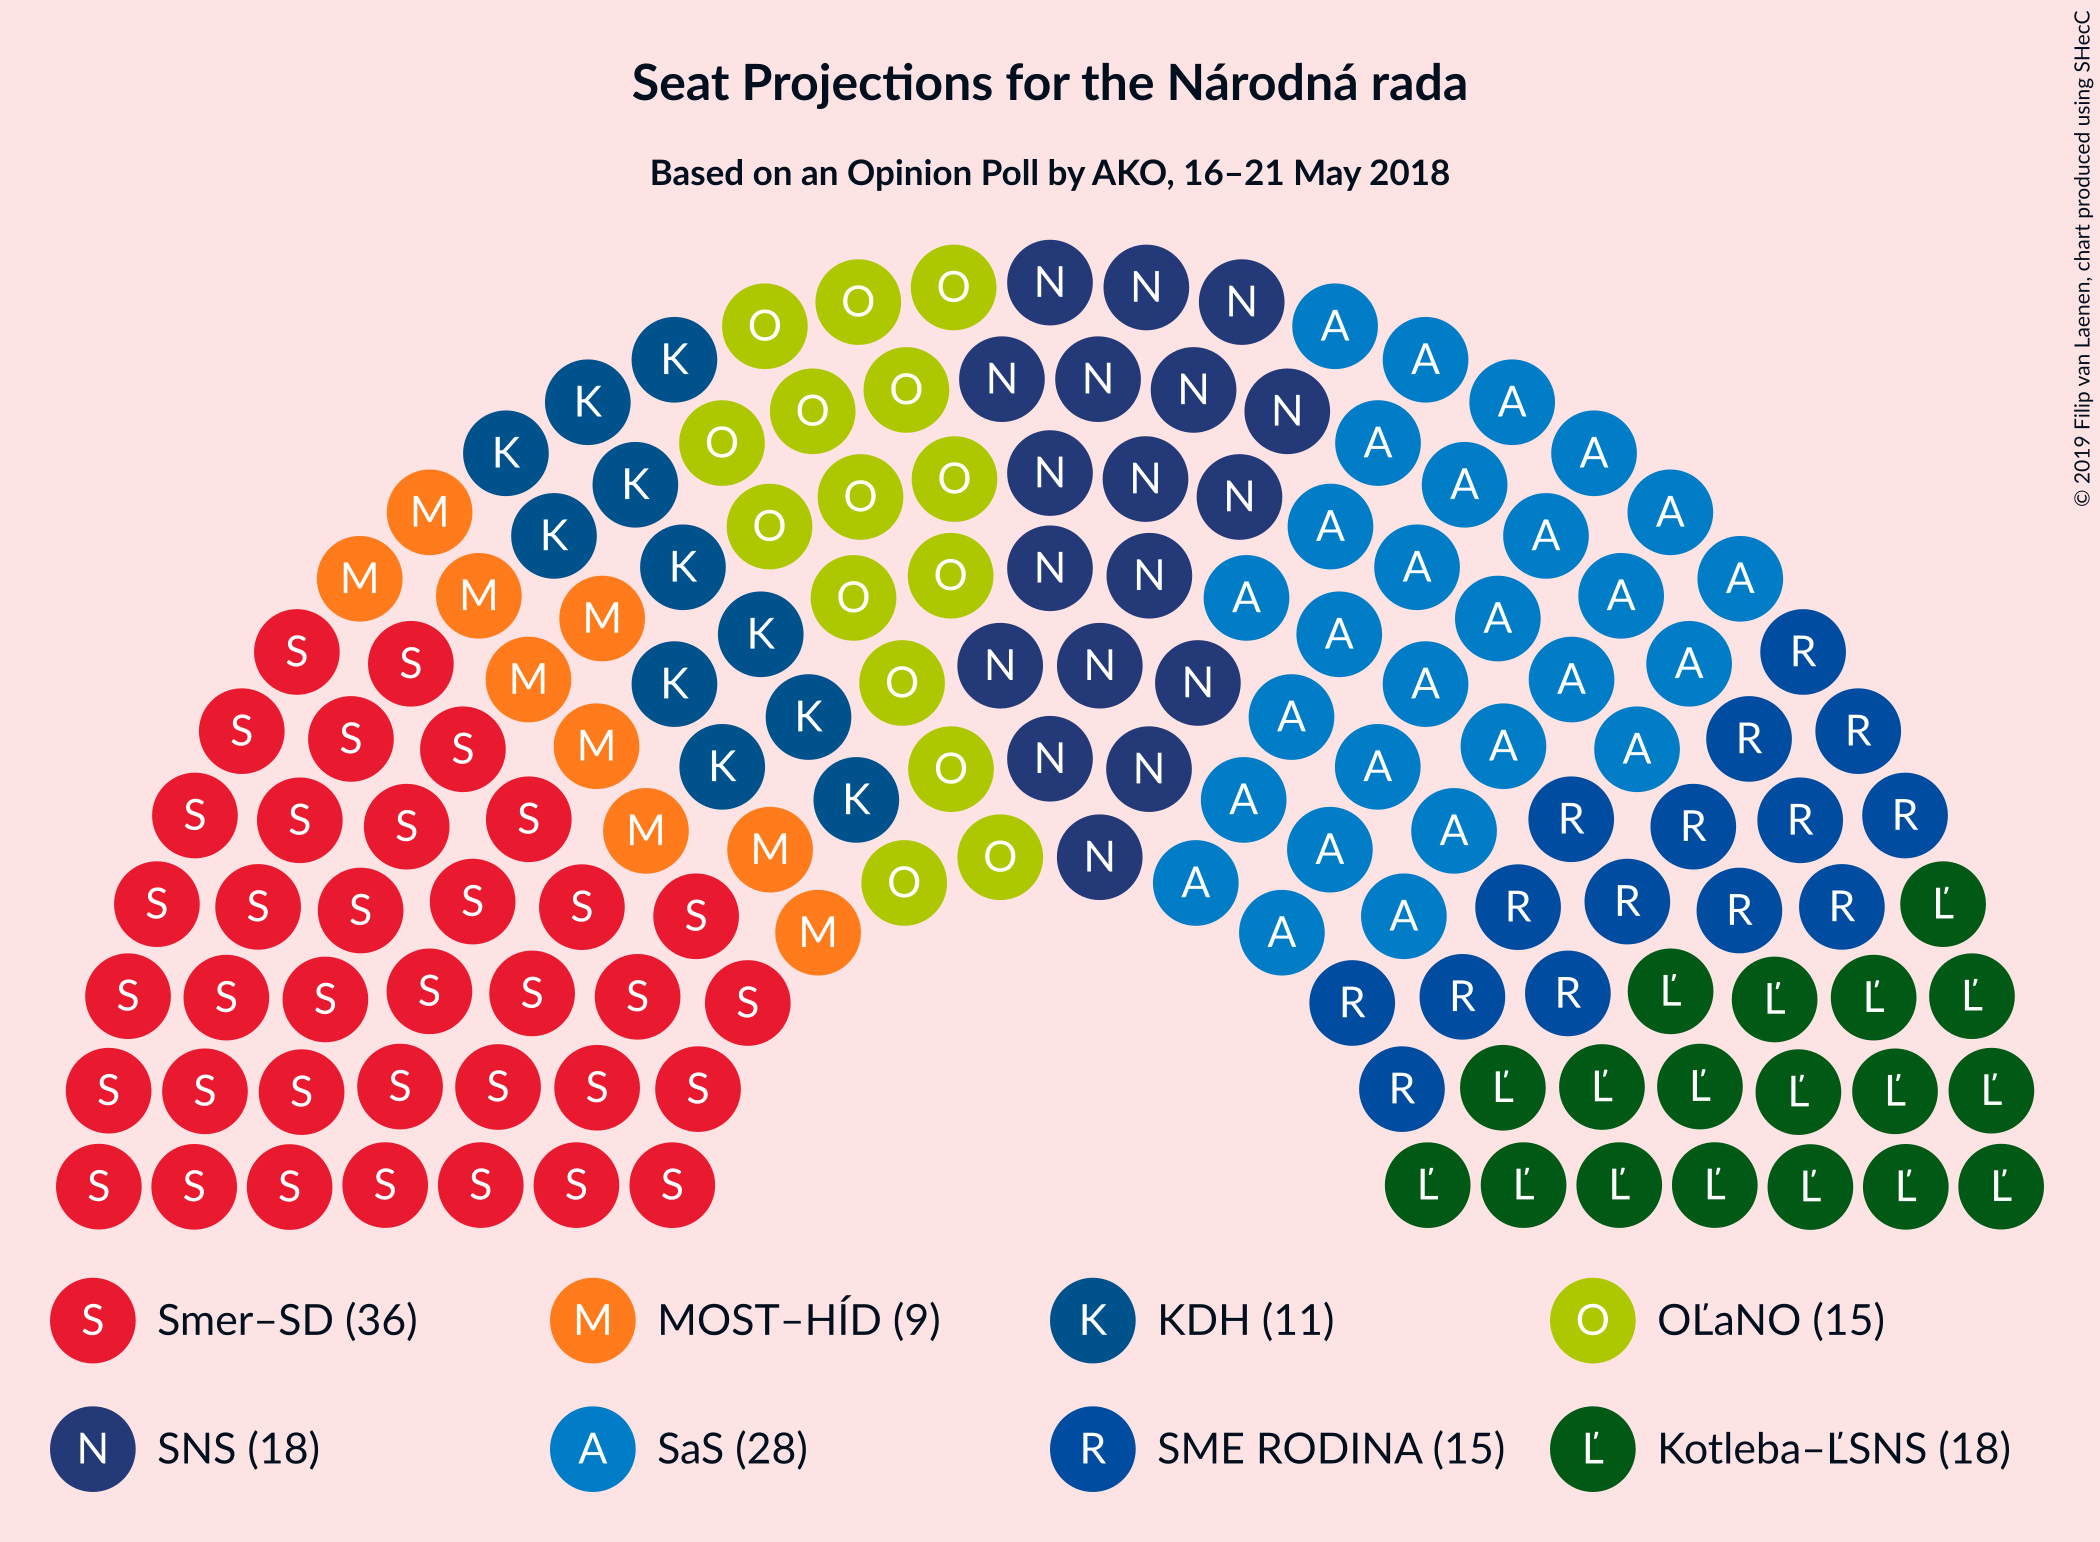 Seat Projections for the Národná rada
Based on an Opinion Poll by AKO, 16–21 May 2018
© 2019 Filip van Laenen, chart produced using SHecC
N
O N
O N
O A
K A
K O N N N A
O N A
K A
K O A
M K O N N A
O N A
K A
M K O N N A
M K O A A
S M M K A A A R
S M K O N N N A A A
S S M K K A A A R R
S S S S M K O N N A A R R R R
S S S S S S M M K O O N A A A A R R R R Ľ
S S S S S S S M A R R R Ľ Ľ Ľ Ľ
S S S S S S S R Ľ Ľ Ľ Ľ Ľ Ľ
S S S S S S S Ľ Ľ Ľ Ľ Ľ Ľ Ľ
S Smer–SD (36) M MOST–HÍD (9) K KDH (11) O OĽaNO (15)
N SNS (18) A SaS (28) R SME RODINA (15) Ľ Kotleba–ĽSNS (18)